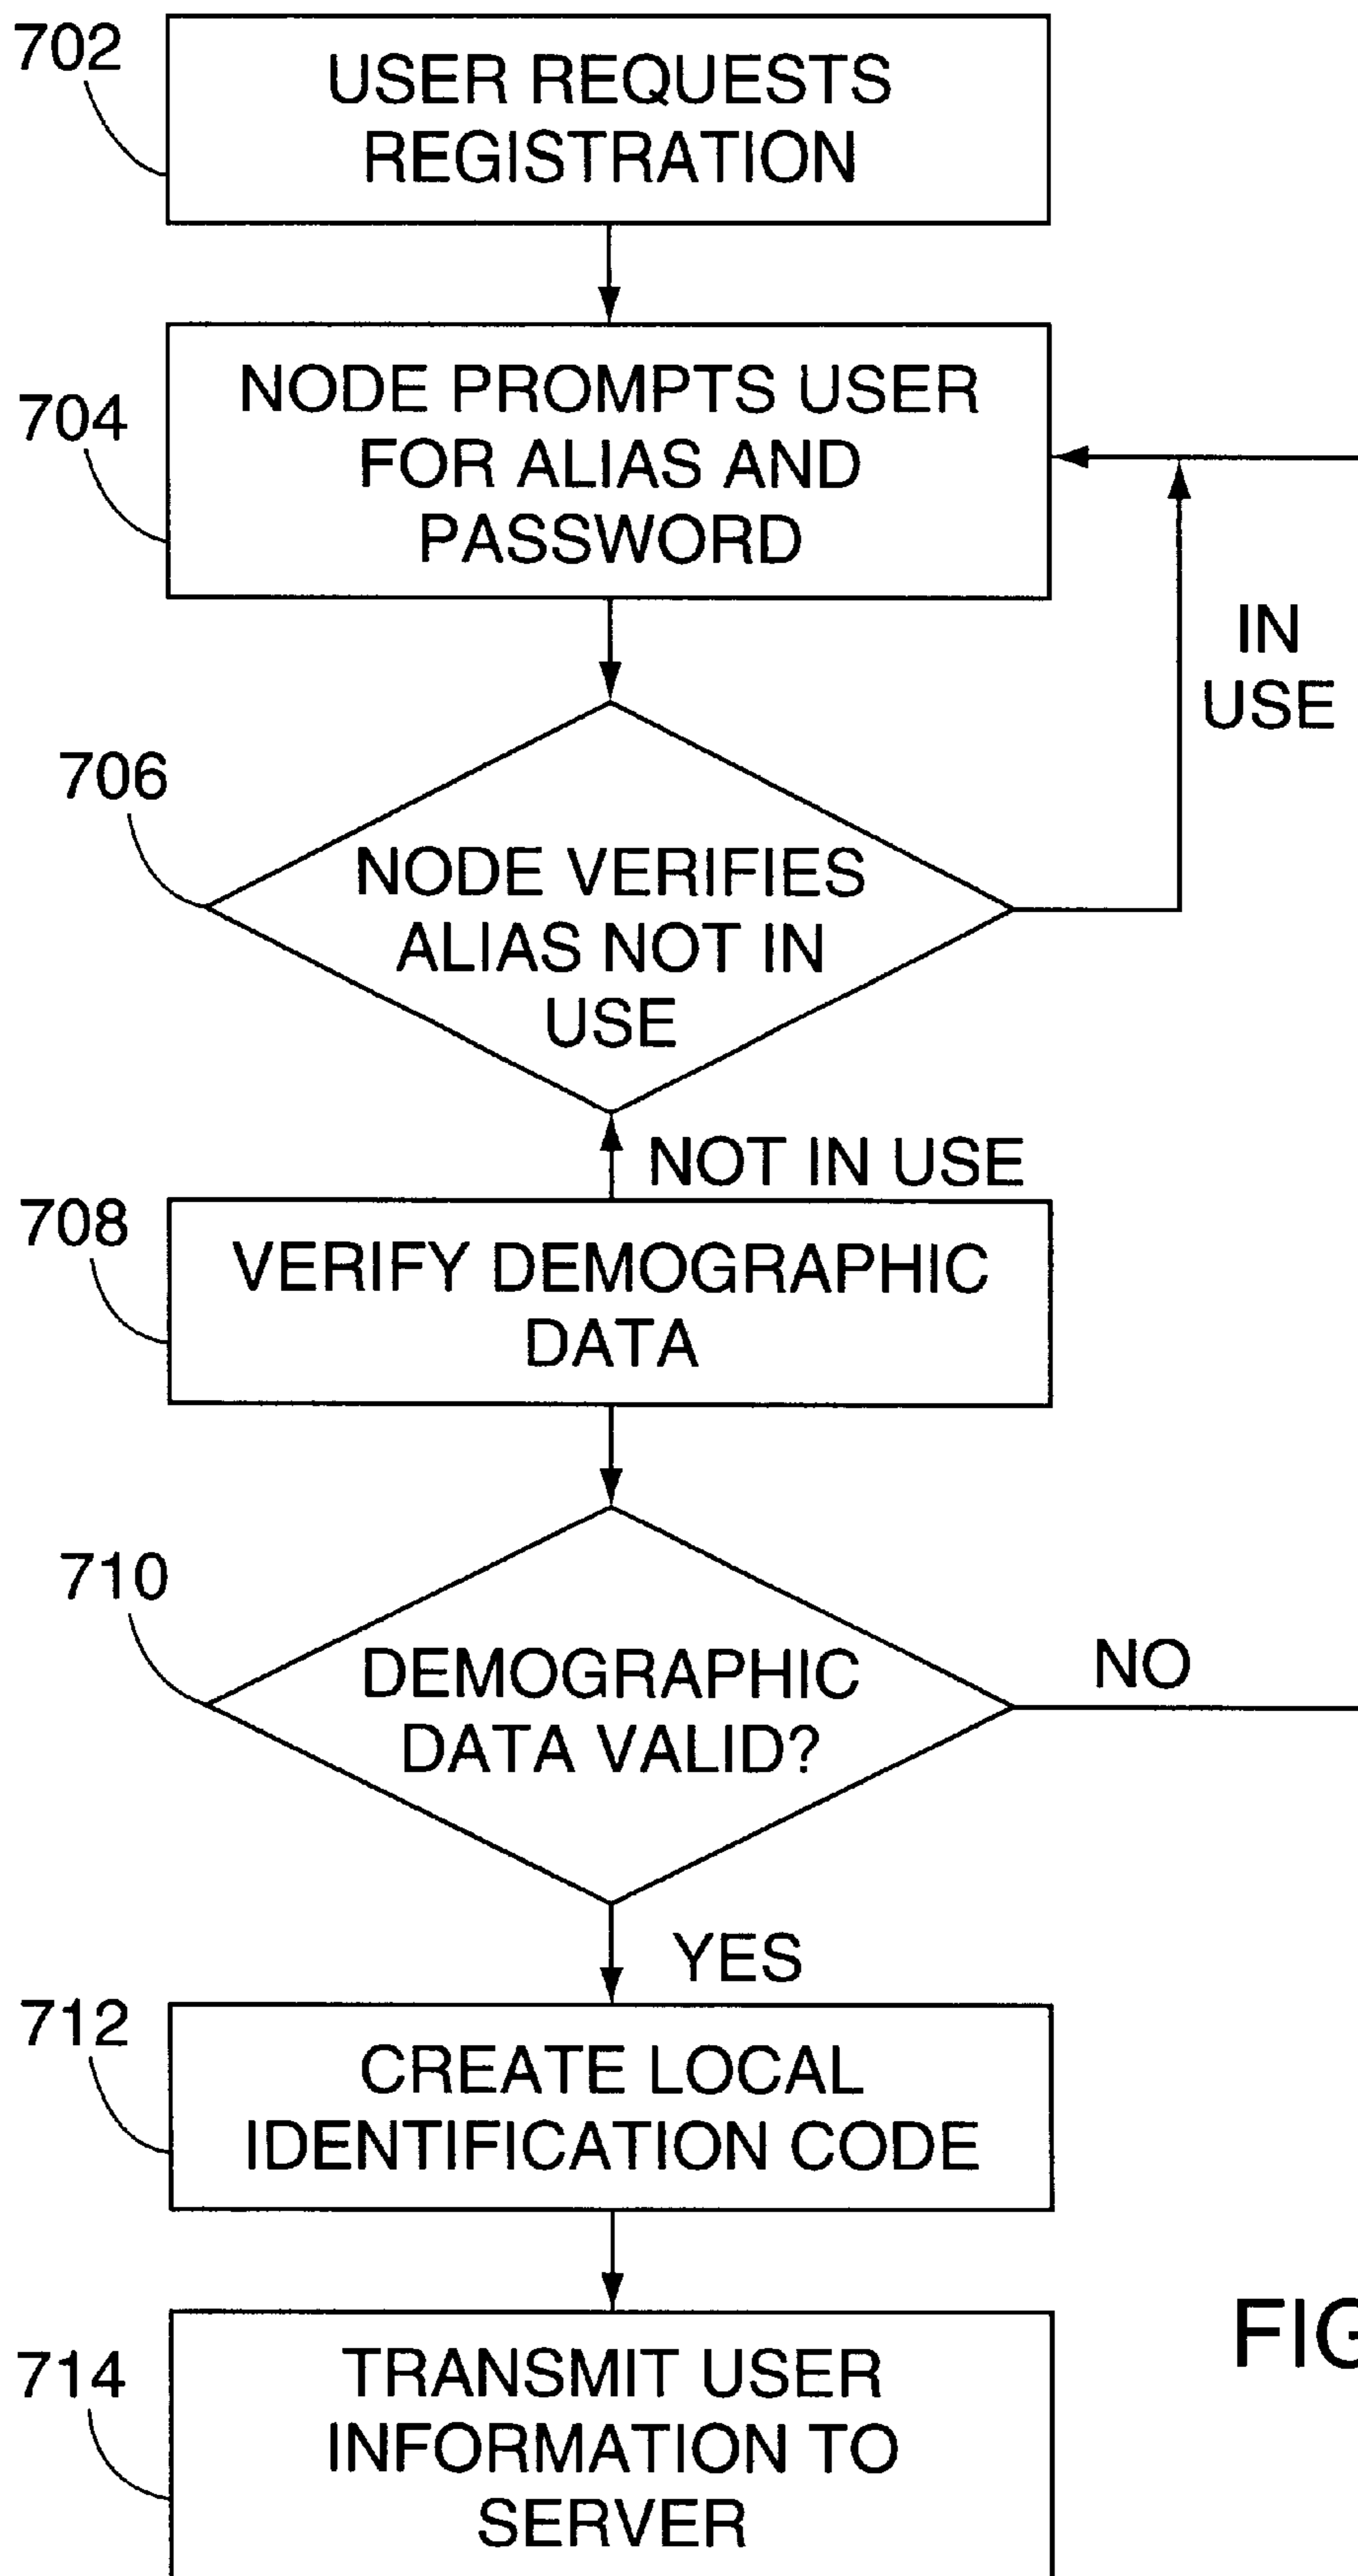 702
USER REQUESTS
REGISTRATION
704
NODE PROMPTS USER
FOR ALIAS AND
PASSWORD
IN
USE
706
NODE VERIFIES
ALIAS NOT IN
USE
NOT IN USE
708
VERIFY DEMOGRAPHIC
DATA
710
DEMOGRAPHIC
DATA VALID?
NO
YES
712
CREATE LOCAL
IDENTIFICATION CODE
714
TRANSMIT USER
INFORMATION TO
SERVER
FIG